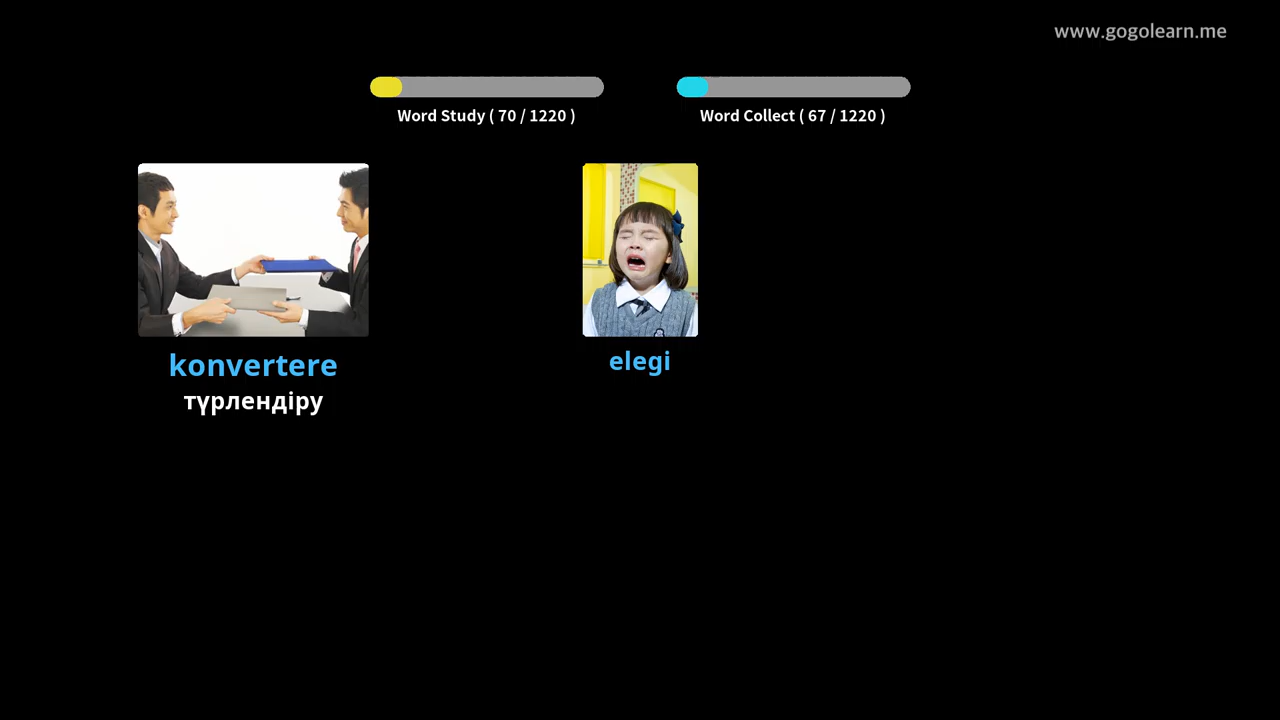 www.gogolearn.me
Word Study ( 70 / 1220 )
Word Collect ( 67 / 1220 )
konvertere
түрлендіру
elegi